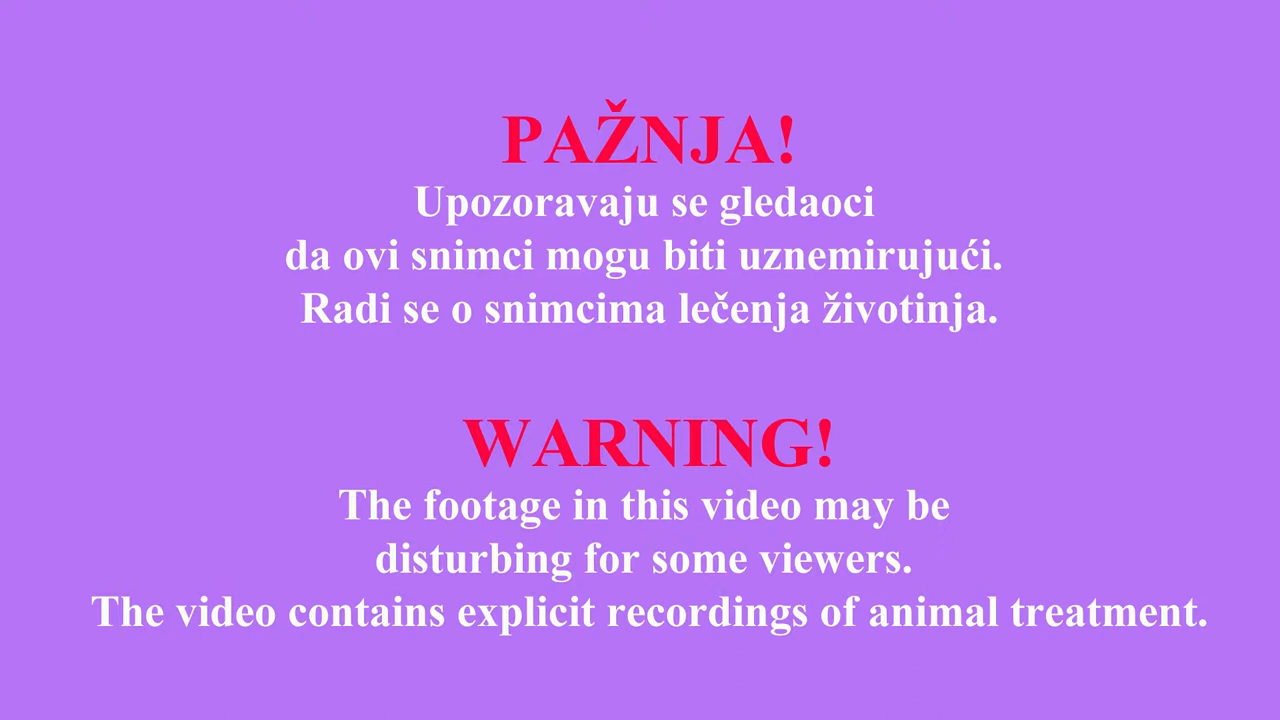 PAŽNJA!
Upozoravaju se gledaoci
da ovi snimci mogu biti uznemirujući.
Radi se o snimcima lečenja životinja.
WARNING!
The footage in this video may be
disturbing for some viewers.
The video contains explicit recordings of animal treatment.